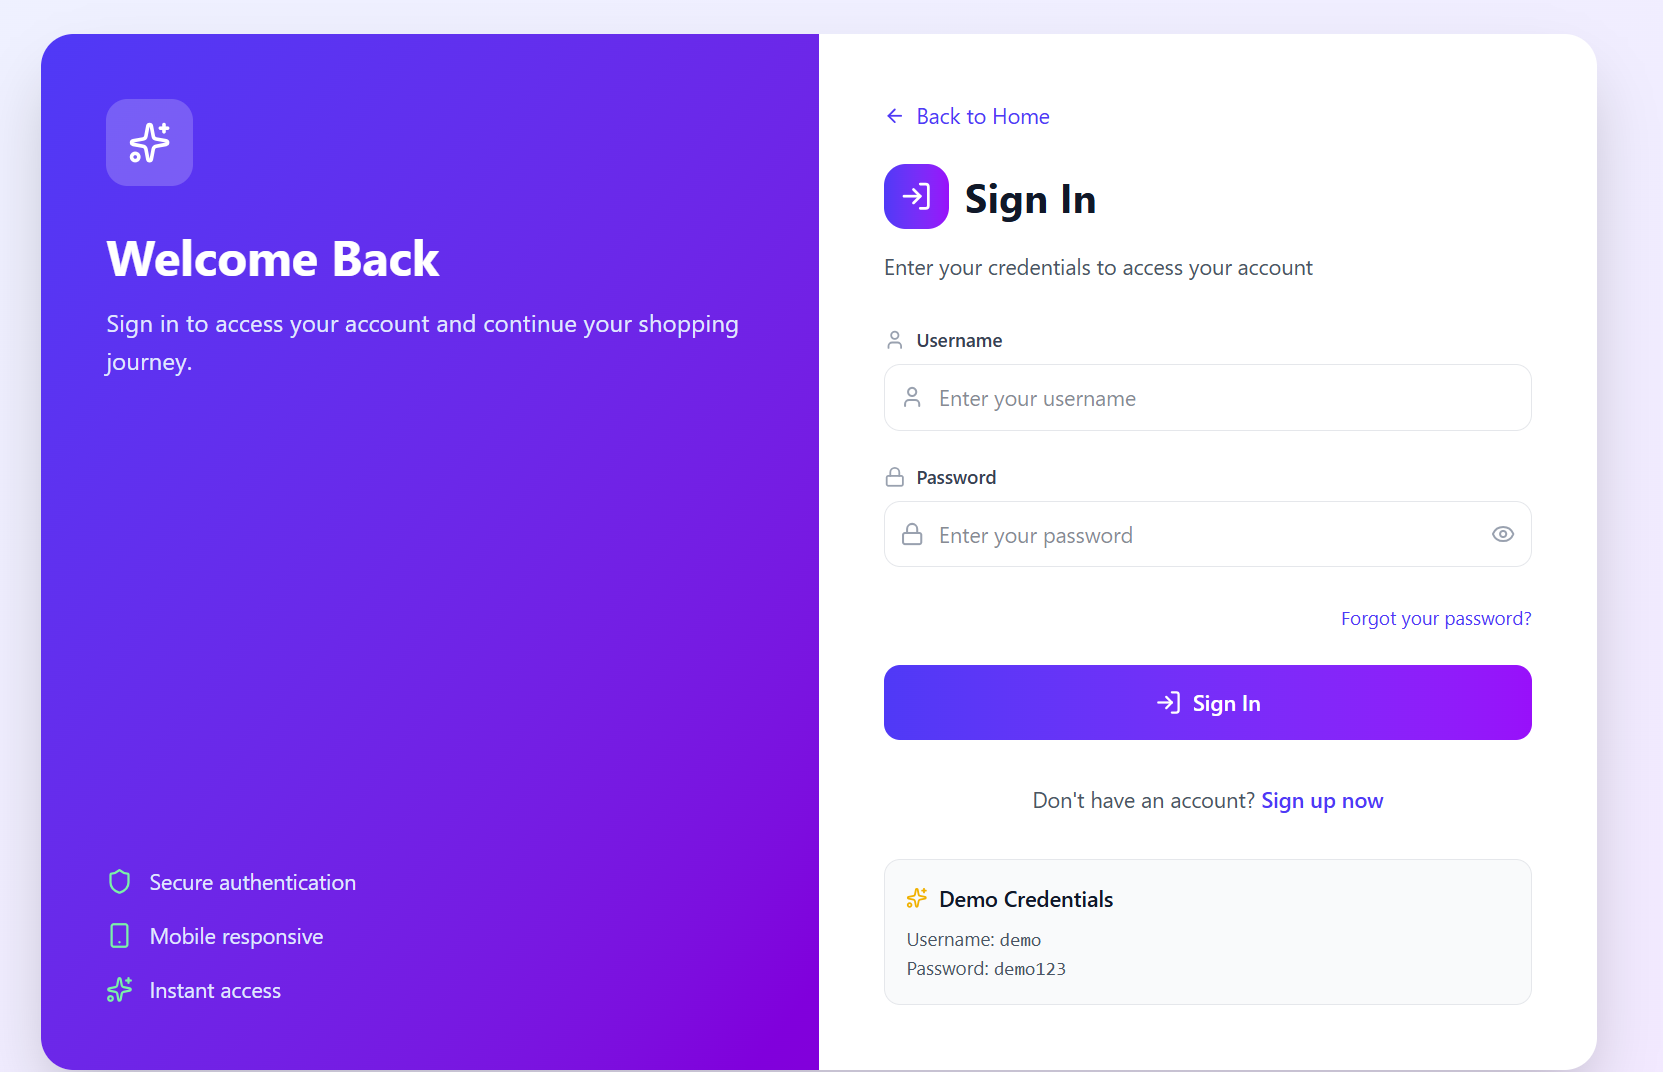 Welcome Back
Sign in to access your account and continue your shopping
journey.
Secure authentication
Mobile responsive
Instant access
Back to Home
Sign In
Enter your credentials to access your account
Username
Enter your username
Password
Enter your password
Forgot your password?
Sign In
Don't have an account? Sign up now
Demo Credentials
Username: demo
Password: demo123